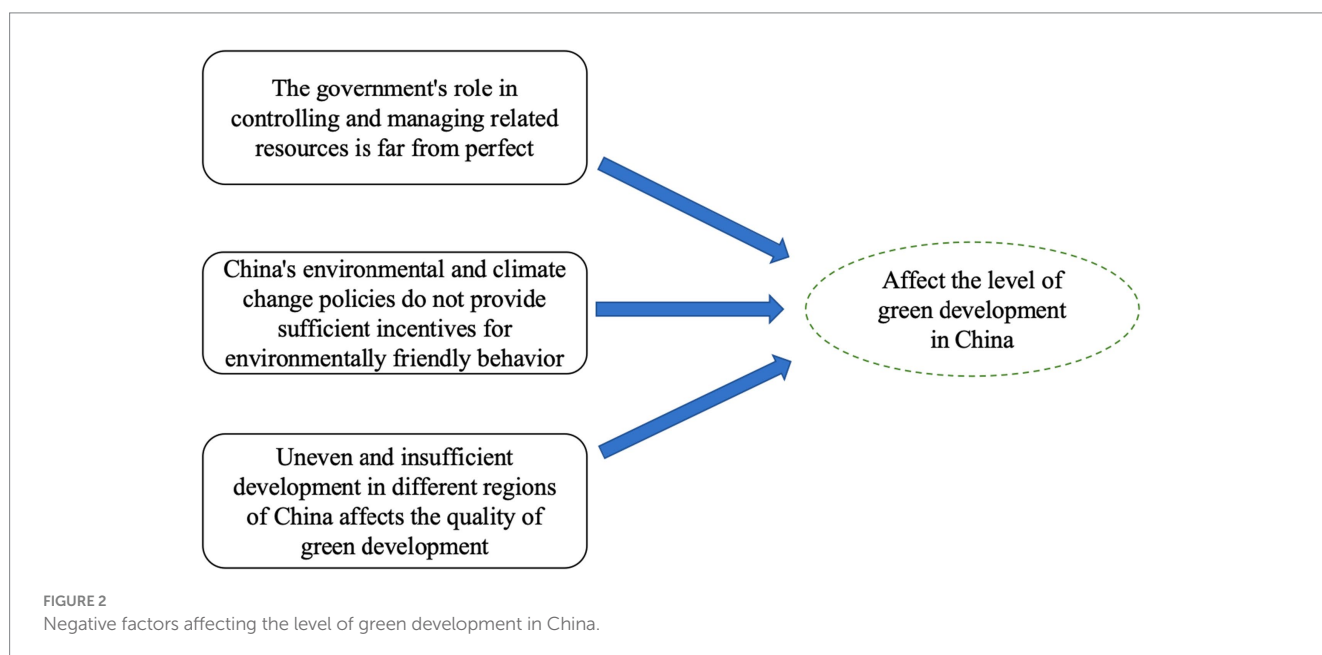 The government's role in
controlling and managing related
resources is far from perfect
China's environmental and climate
change policies do not provide
sufficient incentives for
environmentally friendly behavior
Uneven and insufficient
development in different regions
of China affects the quality of
green development
Affect the level of
green development
in China
FIGURE 2
Negative factors affecting the level of green development in China.